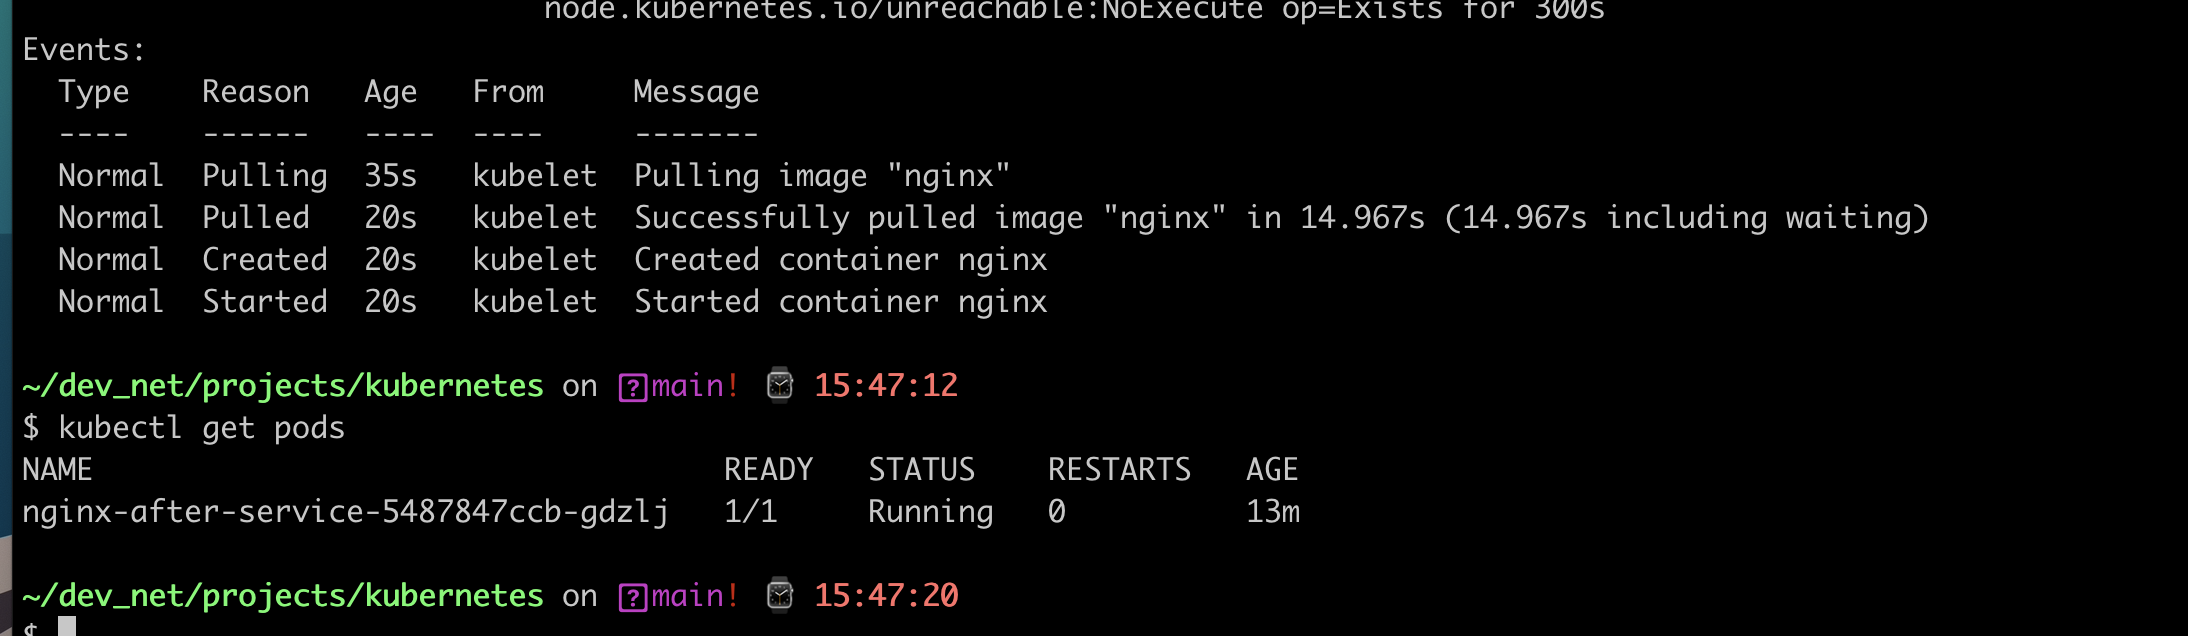 node.kubernetes.io/unreachable:NoExecute op=Exists for 300s
Events:
Type Reason Age From Message
---- ------ ---- ---- -------
Normal Pulling 35s kubelet Pulling image "nginx"
Normal Pulled 20s kubelet Successfully pulled image "nginx" in 14.967s (14.967s including waiting)
Normal Created 20s kubelet Created container nginx
Normal Started 20s kubelet Started container nginx
~/dev_net/projects/kubernetes on ?main! ⌚ 15:47:12
$ kubectl get pods
NAME READY STATUS RESTARTS AGE
nginx-after-service-5487847ccb-gdzlj 1/1 Running 0 13m
~/dev_net/projects/kubernetes on ?main! ⌚ 15:47:20
$